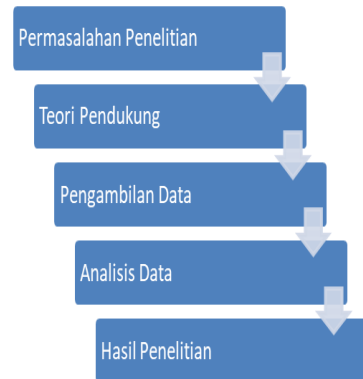 Permasalahan Penelitian
Teori Pendukung
Pengambilan Data
Analisis Data
Hasil Penelitian